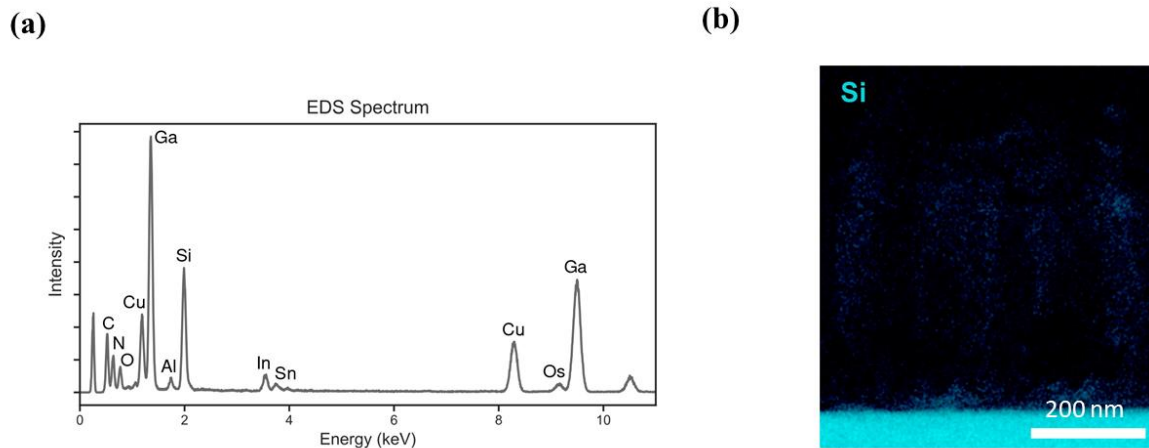 (a)
(b)
EDS Spectrum
Ga
Si
Cu
C
N
O
Al
In
Sn
Cu
Os
Ga
Intensity
0
2
4
6
8
10
Energy (keV)
Si
200 nm